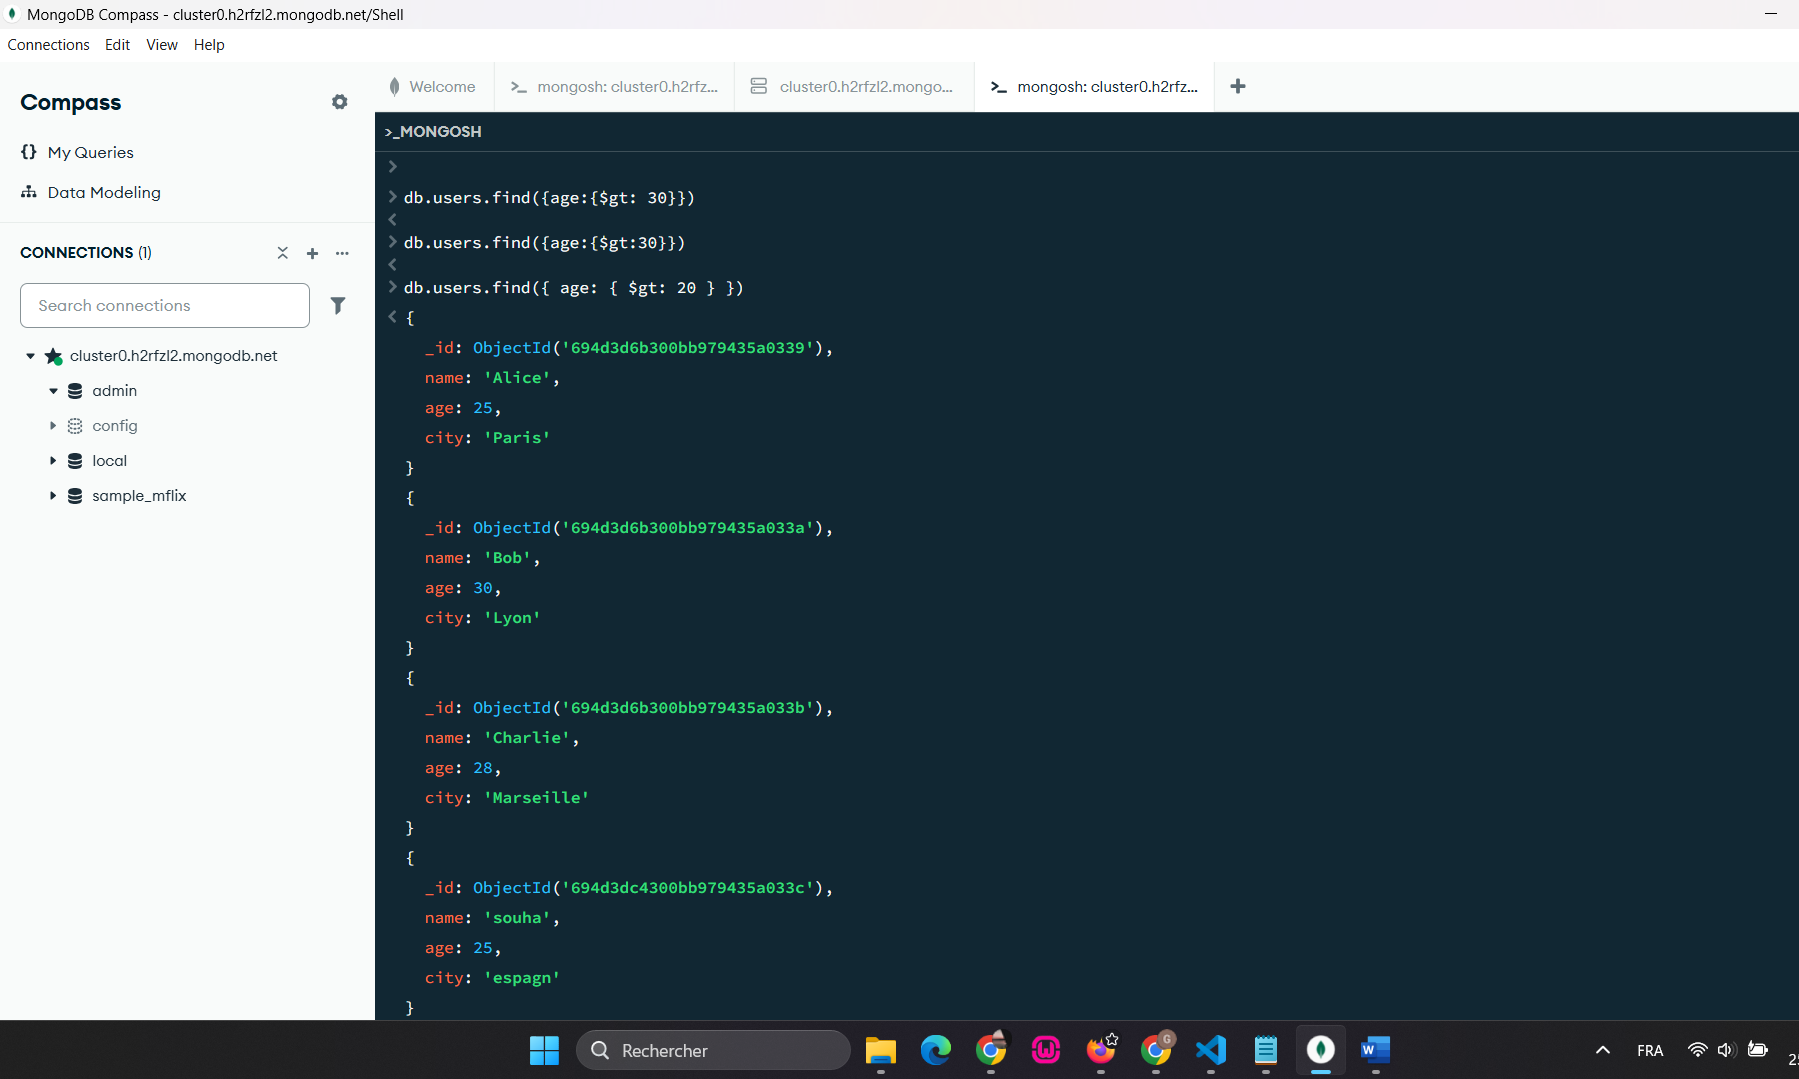 MongoDB Compass - cluster0.h2rfzl2.mongodb.net/Shell
Connections Edit View Help
Compass
My Queries
Data Modeling
CONNECTIONS (1)
Search connections
cluster0.h2rfzl2.mongodb.net
admin
config
local
sample_mflix
Welcome
mongosh: cluster0.h2rfz...
cluster0.h2rfzl2.mongo...
mongosh: cluster0.h2rfz...
>_MONGOSH
>
> db.users.find({age:{$gt: 30}})
<
> db.users.find({age:{$gt:30}})
<
> db.users.find({ age: { $gt: 20 } })
< {
_id: ObjectId('694d3d6b300bb979435a0339'),
name: 'Alice',
age: 25,
city: 'Paris'
}
{
_id: ObjectId('694d3d6b300bb979435a033a'),
name: 'Bob',
age: 30,
city: 'Lyon'
}
{
_id: ObjectId('694d3d6b300bb979435a033b'),
name: 'Charlie',
age: 28,
city: 'Marseille'
}
{
_id: ObjectId('694d3dc4300bb979435a033c'),
name: 'souha',
age: 25,
city: 'espagn'
}
Rechercher
G
W
FRA